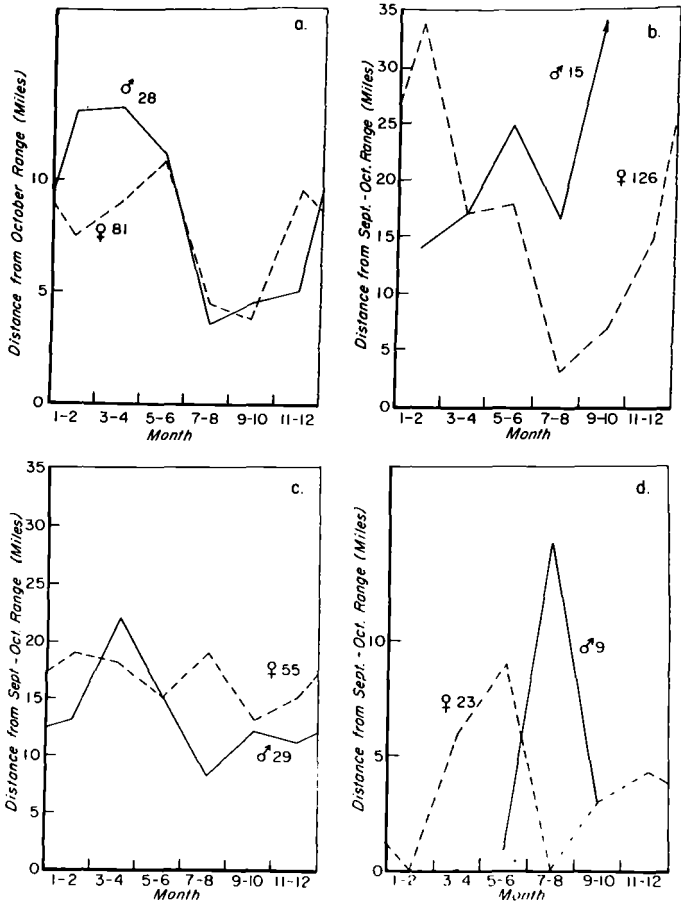 a.
Distance from October Range (Miles)
10
5
0
♂ 28
♀ 81
1-2 3-4 5-6 7-8 9-10 11-12
Month
b.
Distance from Sept.-Oct. Range (Miles)
35
30
25
20
15
10
5
0
♂ 15
♀ 126
1-2 3-4 5-6 7-8 9-10 11-12
Month
c.
Distance from Sept.-Oct. Range (Miles)
35
30
25
20
15
10
5
0
♀ 55
♂ 29
1-2 3-4 5-6 7-8 9-10 11-12
Month
d.
Distance from Sept.-Oct. Range (Miles)
10
5
0
♂ 9
♀ 23
1-2 3-4 5-6 7-8 9-10 11-12
Month